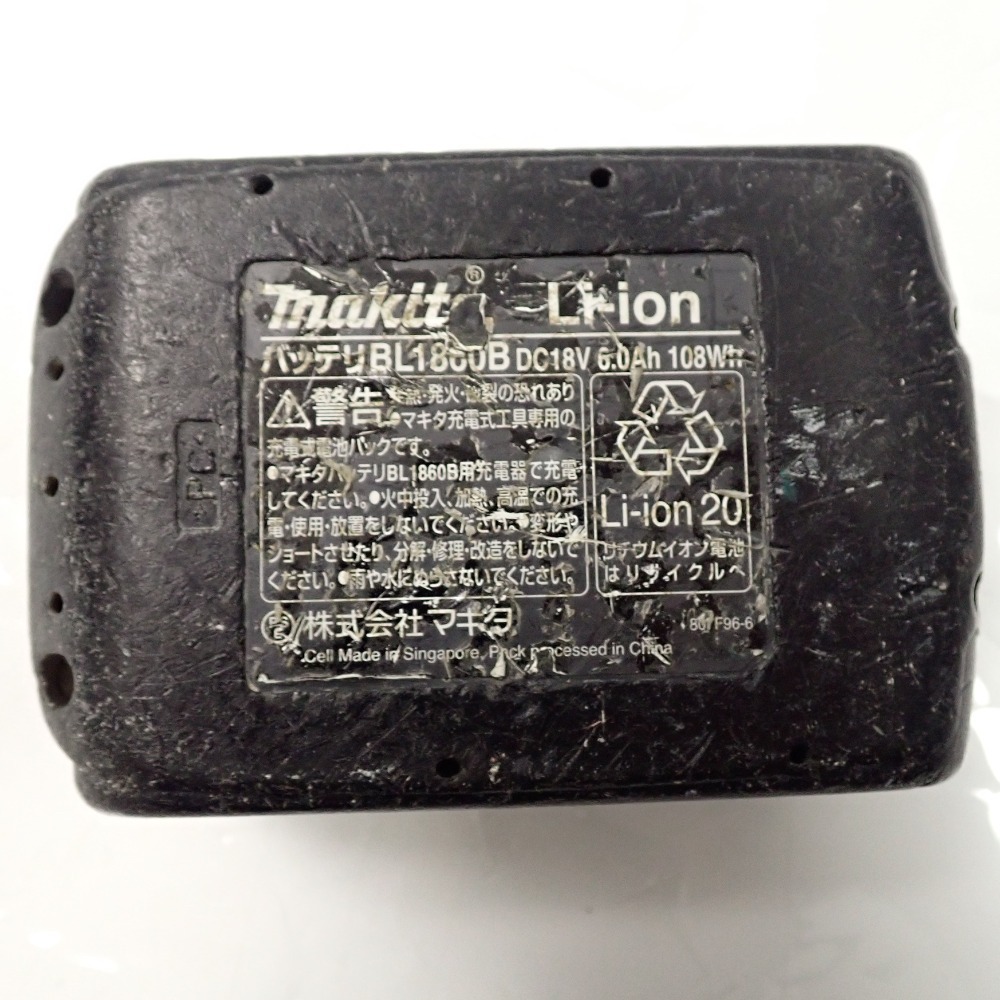 makita® Li-ion
バッテリBL1860B DC18V 6.0Ah 108Wh
警告 発熱・発火・破裂の恐れあり
●マキタ充電式工具専用の
充電式電池パックです。
●マキタバッテリBL1860B用充電器で充電
してください。●火中投入、加熱、高温での充
電・使用・放置をしないでください。●変形や
ショートさせたり、分解・修理・改造をしないで
ください。●雨や水にぬらさないでください。
Li-ion 20
リチウムイオン電池
はリサイクルへ
PSE 株式会社マキタ
Cell Made in Singapore. Pack processed in China
>PC<